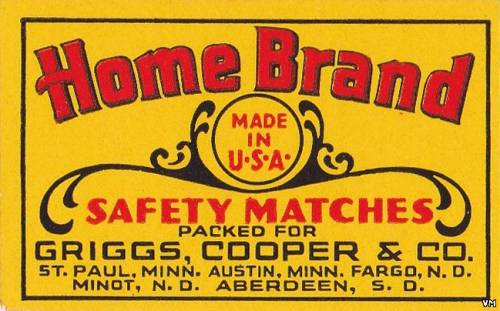 Home Brand
MADE
IN
U·S·A·
SAFETY MATCHES
PACKED FOR
GRIGGS, COOPER & CO.
ST. PAUL, MINN. AUSTIN, MINN. FARGO, N. D.
MINOT, N. D. ABERDEEN, S. D.
VM